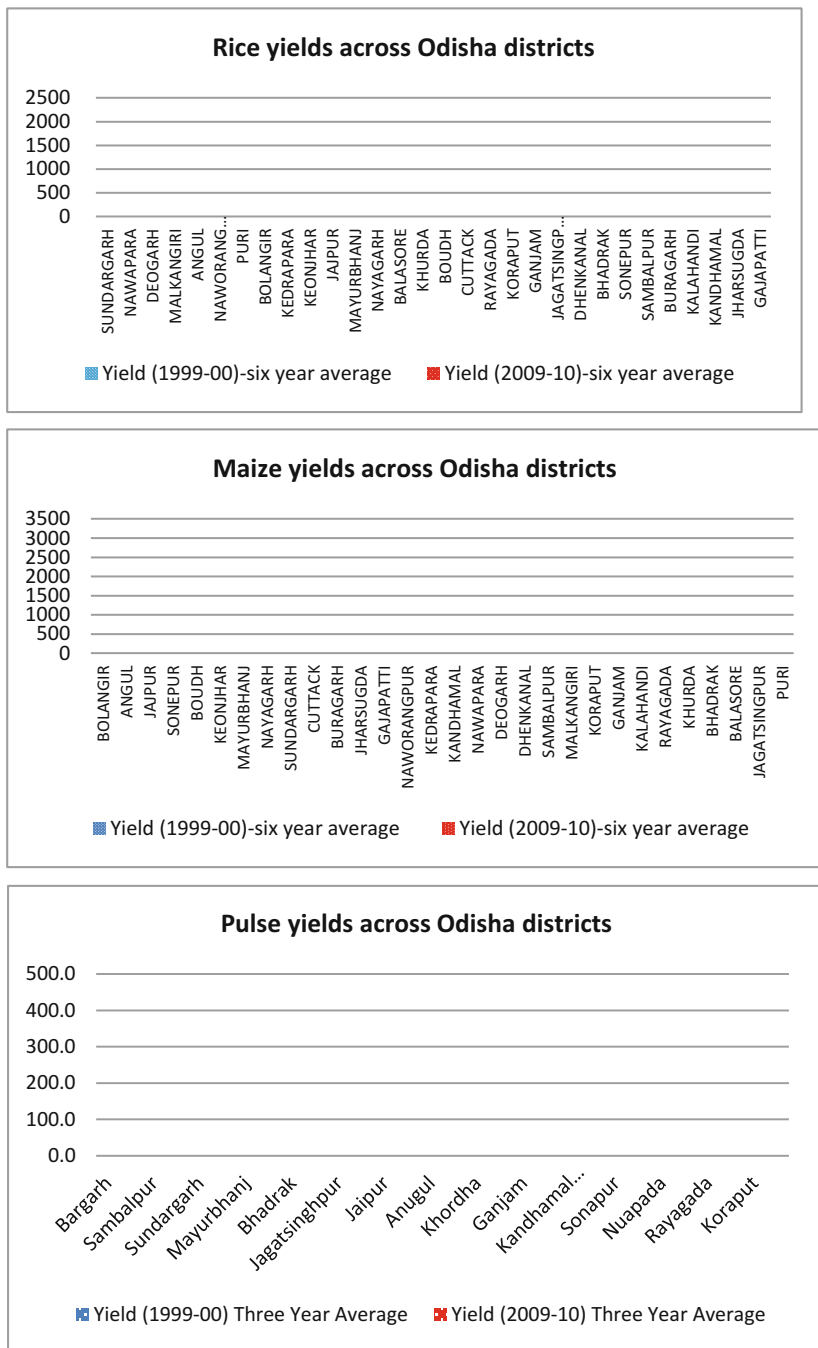 Rice yields across Odisha districts
2500
2000
1500
1000
500
0
SUNDARGARH
NAWAPARA
DEOGARH
MALKANGIRI
ANGUL
NAWORANG…
PURI
BOLANGIR
KEDRAPARA
KEONJHAR
JAJPUR
MAYURBHANJ
NAYAGARH
BALASORE
KHURDA
BOUDH
CUTTACK
RAYAGADA
KORAPUT
GANJAM
JAGATSINGP…
DHENKANAL
BHADRAK
SONEPUR
SAMBALPUR
BURAGARH
KALAHANDI
KANDHAMAL
JHARSUGDA
GAJAPATTI
Yield (1999-00)-six year average Yield (2009-10)-six year average
Maize yields across Odisha districts
3500
3000
2500
2000
1500
1000
500
0
BOLANGIR
ANGUL
JAJPUR
SONEPUR
BOUDH
KEONJHAR
MAYURBHANJ
NAYAGARH
SUNDARGARH
CUTTACK
BURAGARH
JHARSUGDA
GAJAPATTI
NAWORANGPUR
KEDRAPARA
KANDHAMAL
NAWAPARA
DEOGARH
DHENKANAL
SAMBALPUR
MALKANGIRI
KORAPUT
GANJAM
KALAHANDI
RAYAGADA
KHURDA
BHADRAK
BALASORE
JAGATSINGPUR
PURI
Yield (1999-00)-six year average Yield (2009-10)-six year average
Pulse yields across Odisha districts
500.0
400.0
300.0
200.0
100.0
0.0
Bargarh
Sambalpur
Sundargarh
Mayurbhanj
Bhadrak
Jagatsinghpur
Jaipur
Anugul
Khordha
Ganjam
Kandhamal…
Sonapur
Nuapada
Rayagada
Koraput
Yield (1999-00) Three Year Average Yield (2009-10) Three Year Average